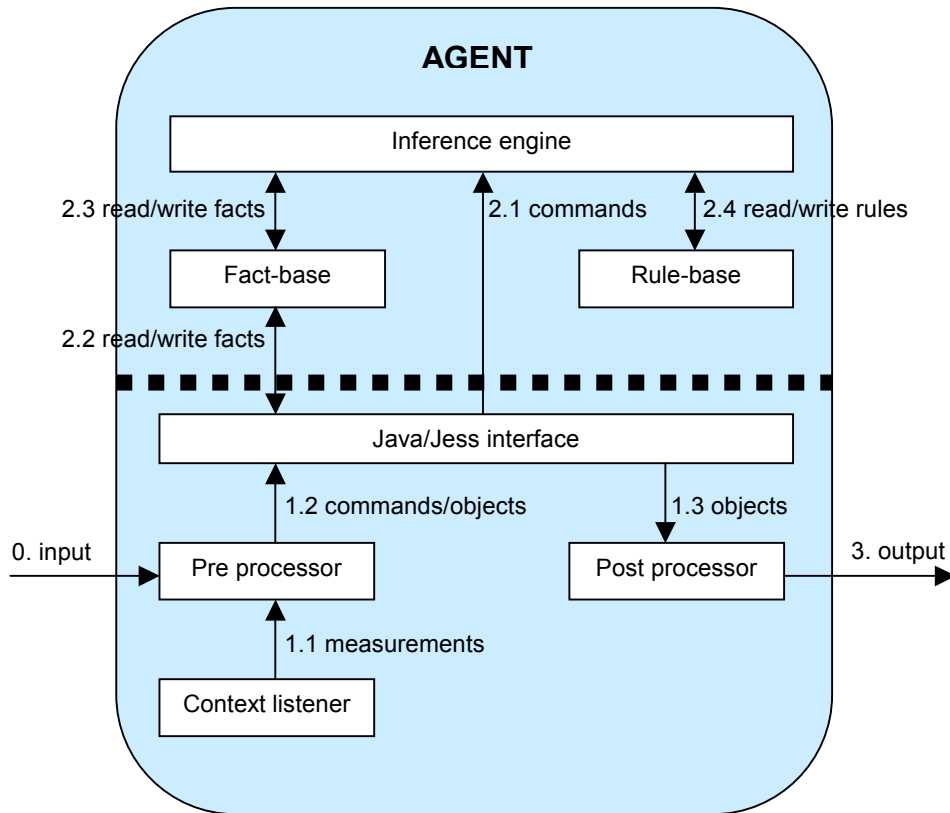 AGENT
Inference engine
2.3 read/write facts
2.1 commands
2.4 read/write rules
Fact-base
Rule-base
2.2 read/write facts
Java/Jess interface
1.2 commands/objects
1.3 objects
0. input
Pre processor
Post processor
3. output
1.1 measurements
Context listener